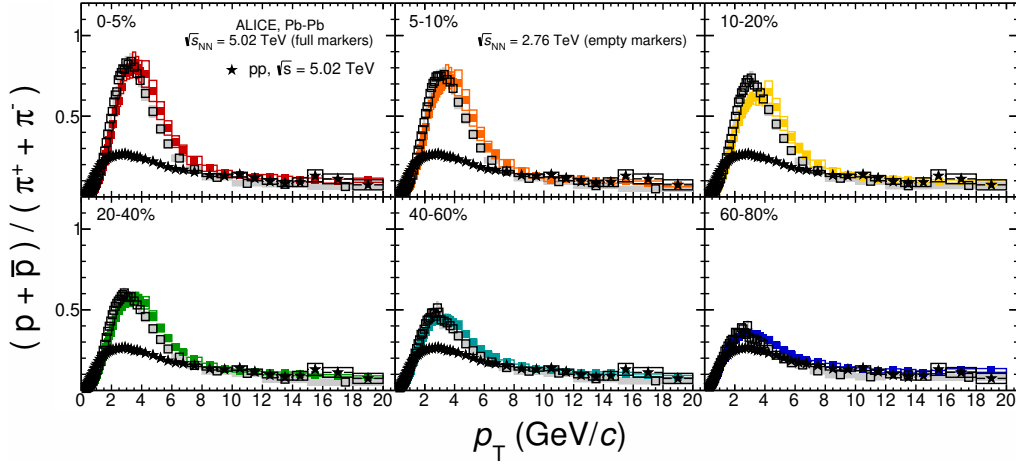 0-5%
ALICE, Pb-Pb
√s_NN = 5.02 TeV (full markers)
★ pp, √s = 5.02 TeV
5-10%
√s_NN = 2.76 TeV (empty markers)
10-20%
1
0.5
20-40%
40-60%
60-80%
1
0.5
0 2 4 6 8 10 12 14 16 18 20
2 4 6 8 10 12 14 16 18 20
2 4 6 8 10 12 14 16 18 20
(p + p̅) / (π⁺ + π⁻)
p_T (GeV/c)